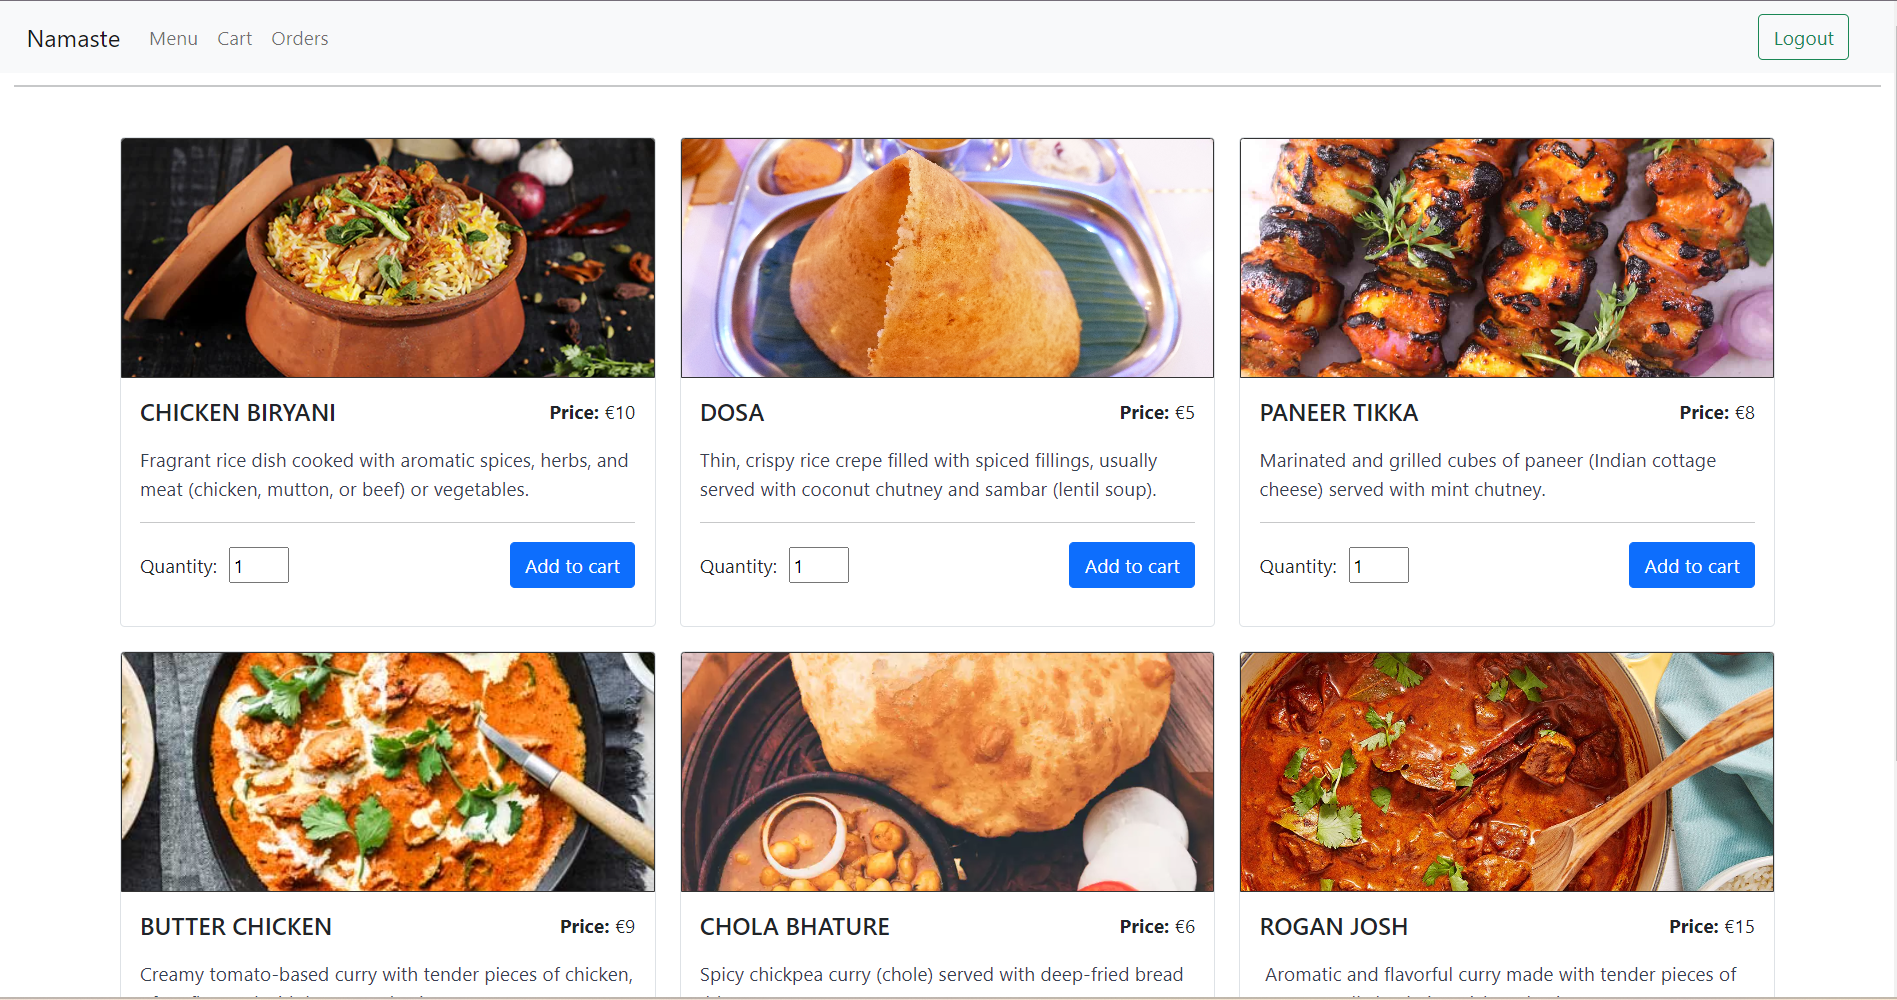 Namaste Menu Cart Orders Logout
CHICKEN BIRYANI Price: €10
Fragrant rice dish cooked with aromatic spices, herbs, and
meat (chicken, mutton, or beef) or vegetables.
Quantity: 1 Add to cart
DOSA Price: €5
Thin, crispy rice crepe filled with spiced fillings, usually
served with coconut chutney and sambar (lentil soup).
Quantity: 1 Add to cart
PANEER TIKKA Price: €8
Marinated and grilled cubes of paneer (Indian cottage
cheese) served with mint chutney.
Quantity: 1 Add to cart
BUTTER CHICKEN Price: €9
Creamy tomato-based curry with tender pieces of chicken,
CHOLA BHATURE Price: €6
Spicy chickpea curry (chole) served with deep-fried bread
ROGAN JOSH Price: €15
Aromatic and flavorful curry made with tender pieces of